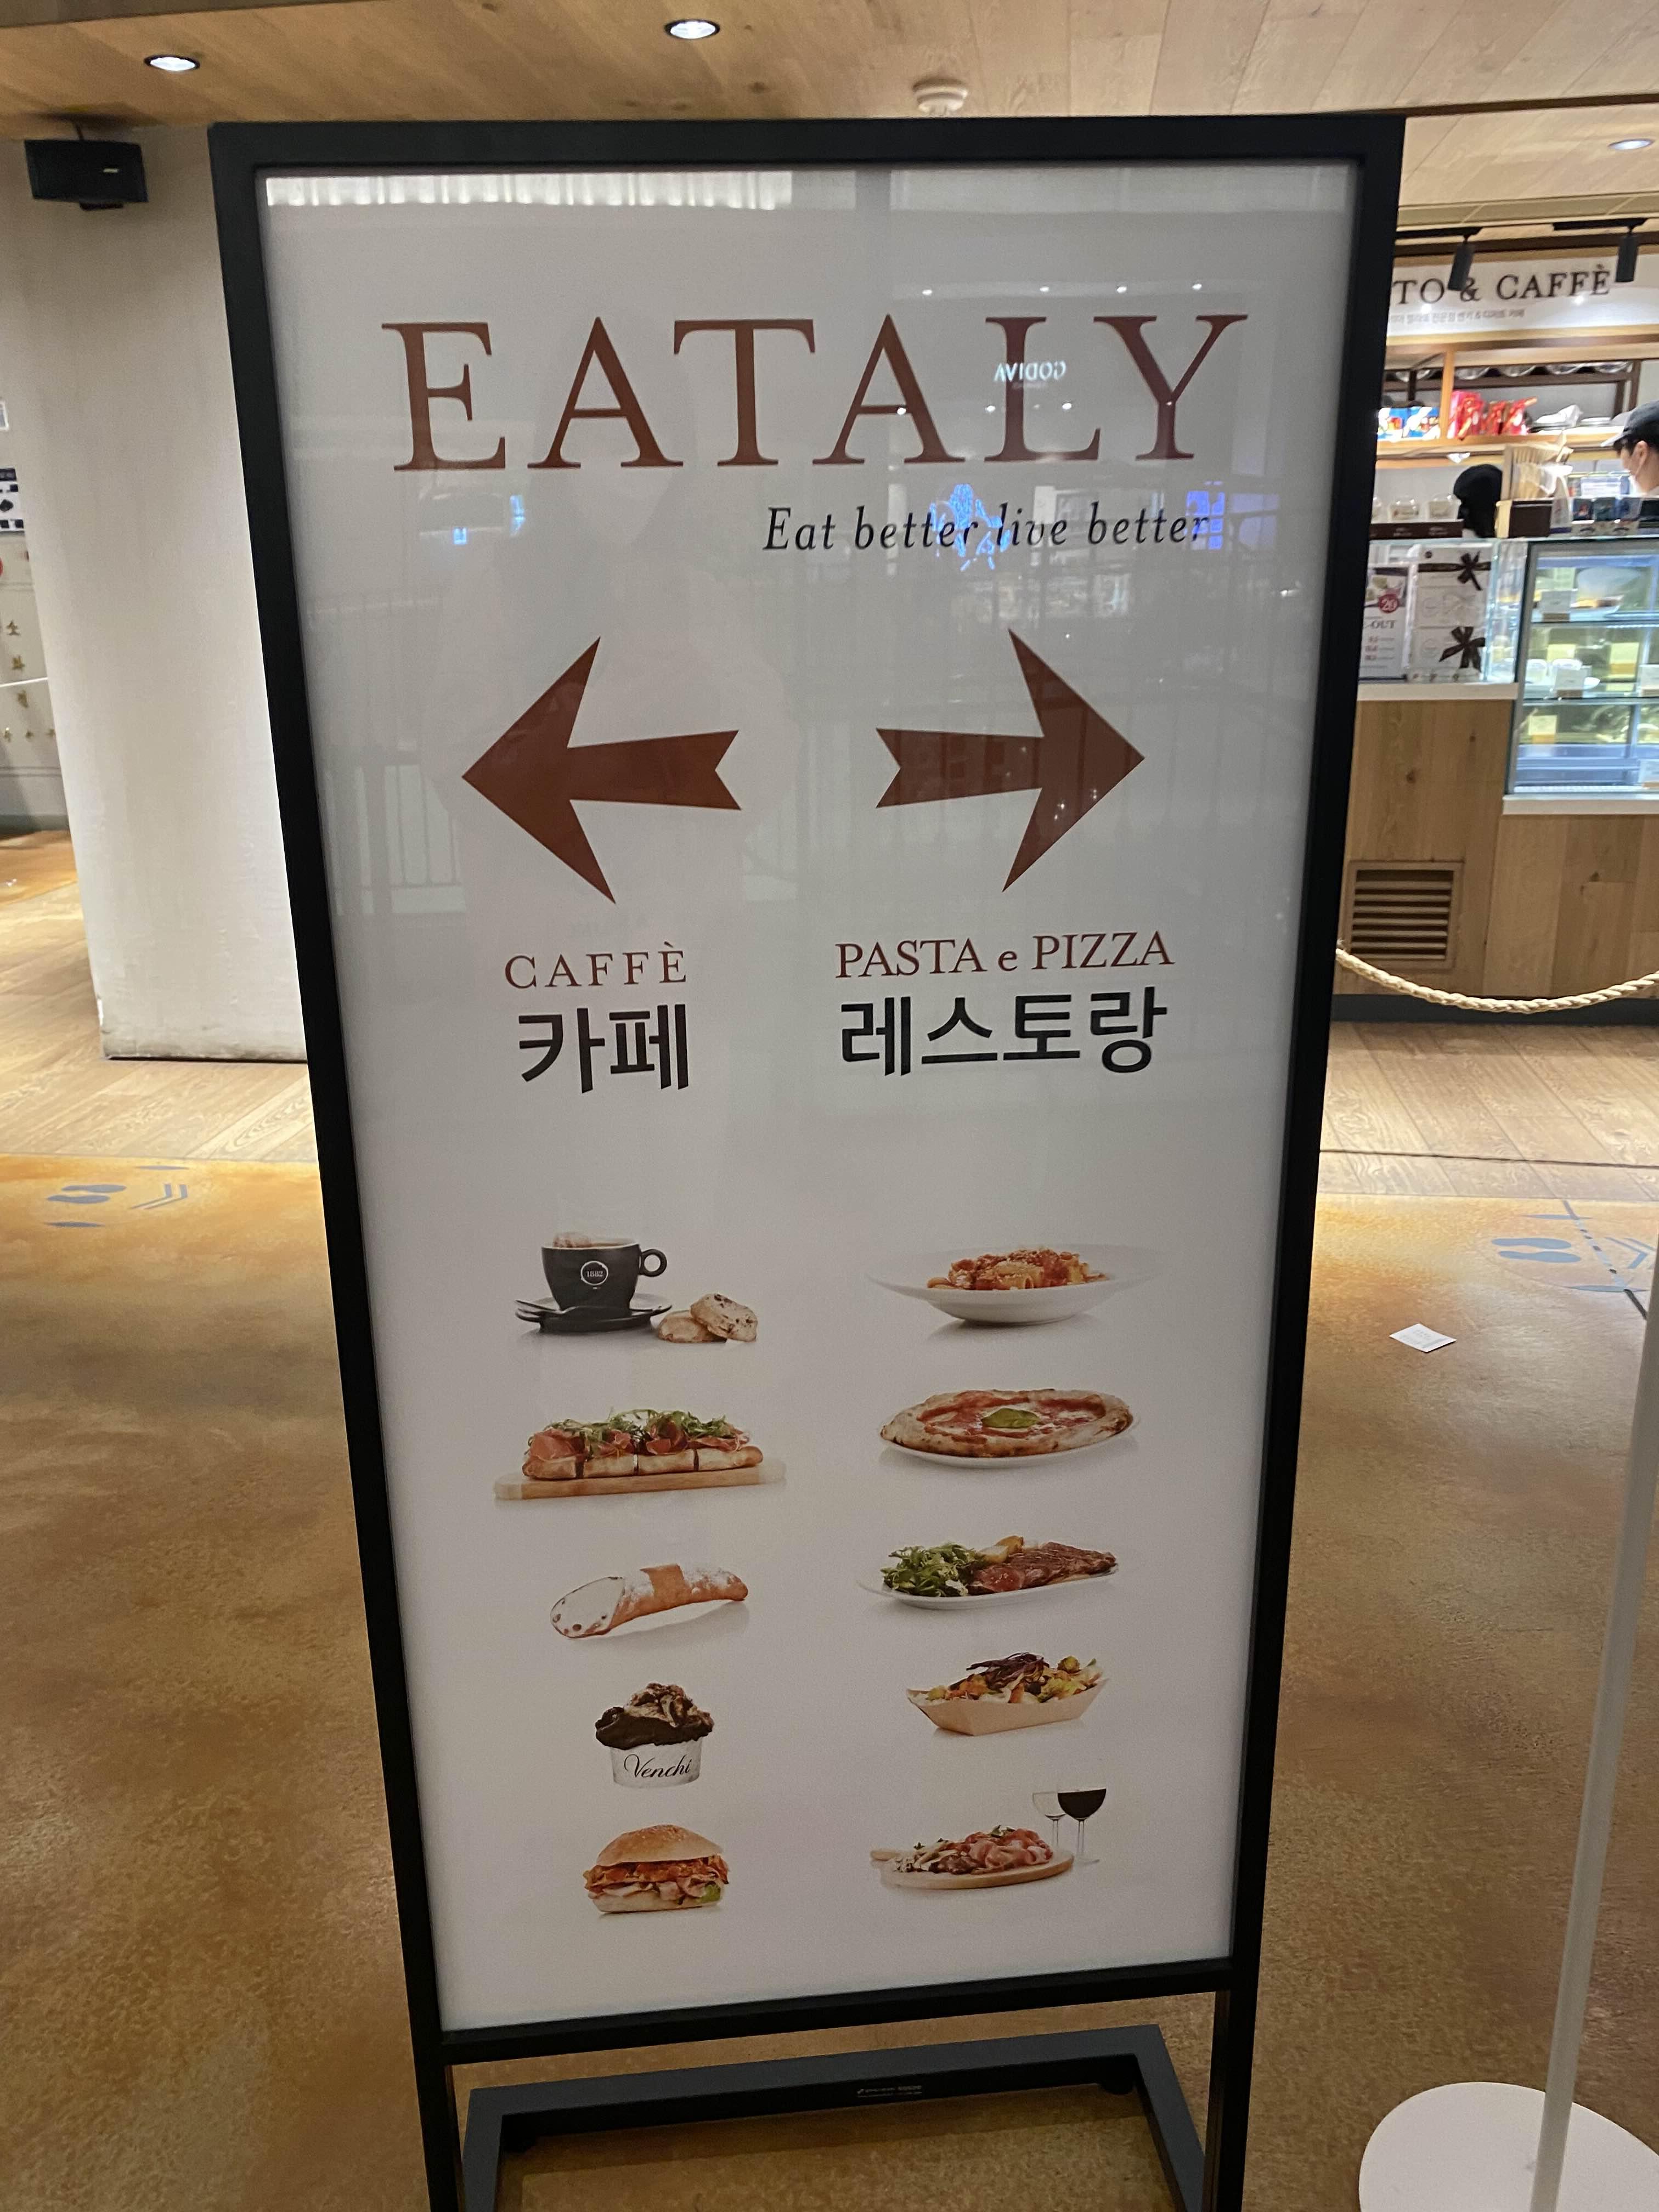 EATALY
Eat better live better
CAFFÈ
카페
PASTA e PIZZA
레스토랑
1882
Venchi
GODIVA
TO & CAFFÈ
-OUT